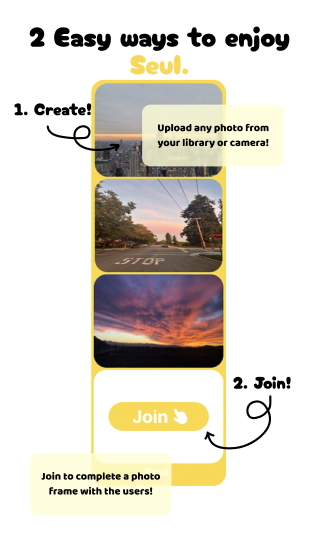 2 Easy ways to enjoy
Seul.
1. Create!
Upload any photo from
your library or camera!
STOP
2. Join!
Join
Join to complete a photo
frame with the users!